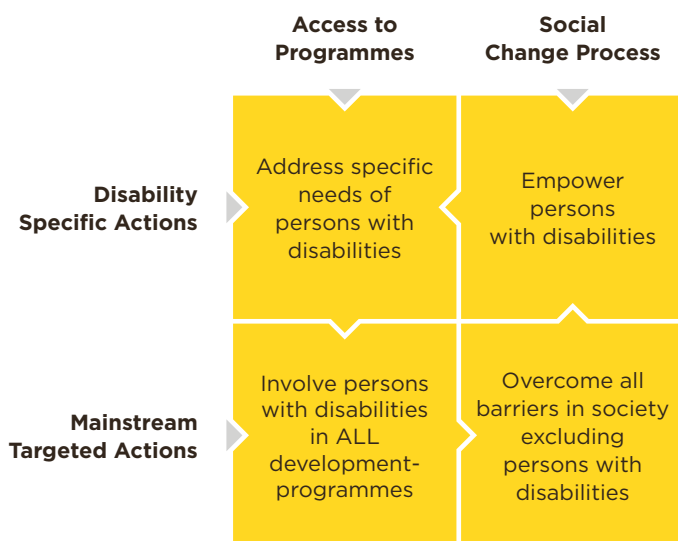 Access to
Programmes
Social
Change Process
Disability
Specific Actions
Address specific
needs of
persons with
disabilities
Empower
persons
with disabilities
Mainstream
Targeted Actions
Involve persons
with disabilities
in ALL
development-
programmes
Overcome all
barriers in society
excluding
persons with
disabilities